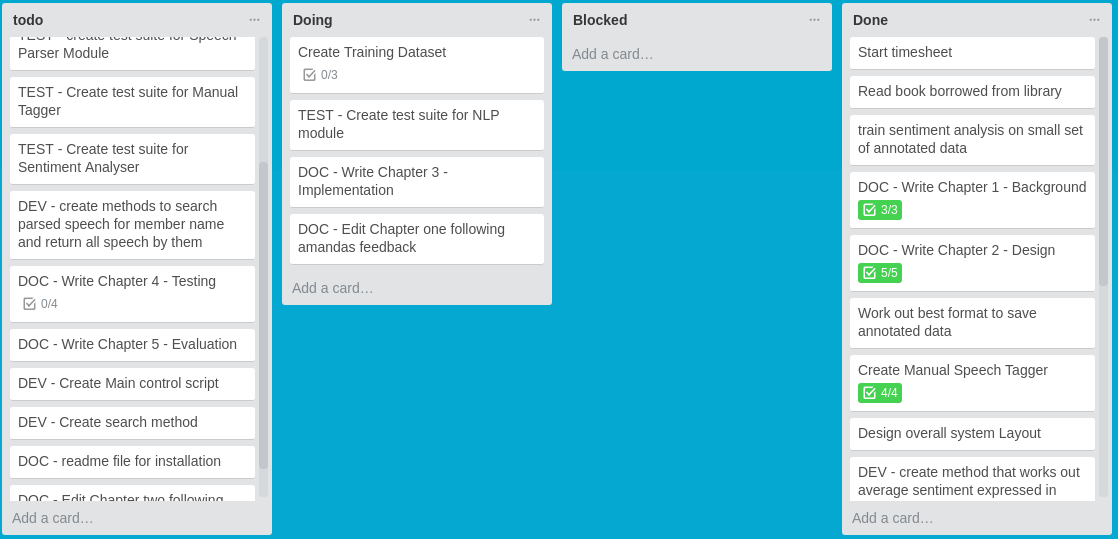 todo
TEST - create test suite for Speech
Parser Module
TEST - Create test suite for Manual
Tagger
TEST - Create test suite for
Sentiment Analyser
DEV - create methods to search
parsed speech for member name
and return all speech by them
DOC - Write Chapter 4 - Testing
0/4
DOC - Write Chapter 5 - Evaluation
DEV - Create Main control script
DEV - Create search method
DOC - readme file for installation
DOC - Edit Chapter two following
Add a card…
Doing
Create Training Dataset
0/3
TEST - Create test suite for NLP
module
DOC - Write Chapter 3 -
Implementation
DOC - Edit Chapter one following
amandas feedback
Add a card…
Blocked
Add a card…
Done
Start timesheet
Read book borrowed from library
train sentiment analysis on small set
of annotated data
DOC - Write Chapter 1 - Background
3/3
DOC - Write Chapter 2 - Design
5/5
Work out best format to save
annotated data
Create Manual Speech Tagger
4/4
Design overall system Layout
DEV - create method that works out
average sentiment expressed in
Add a card…